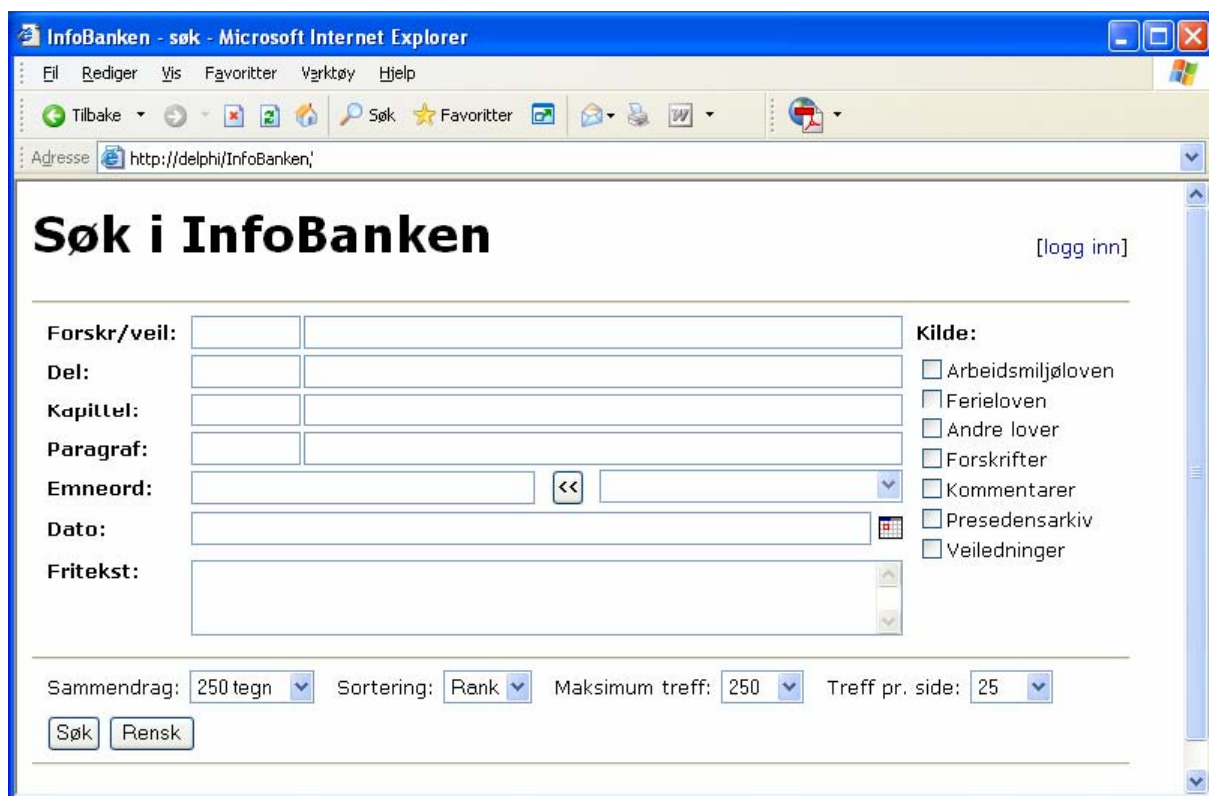 InfoBanken - søk - Microsoft Internet Explorer
Fil Rediger Vis Favoritter Verktøy Hjelp
Tilbake Søk Favoritter
Adresse http://delphi/InfoBanken,'
Søk i InfoBanken
[logg inn]
Forskr/veil:
Del:
Kapittel:
Paragraf:
Emneord: <<
Dato:
Fritekst:
Kilde:
Arbeidsmiljøloven
Ferieloven
Andre lover
Forskrifter
Kommentarer
Presedensarkiv
Veiledninger
Sammendrag: 250 tegn Sortering: Rank Maksimum treff: 250 Treff pr. side: 25
Søk Rensk